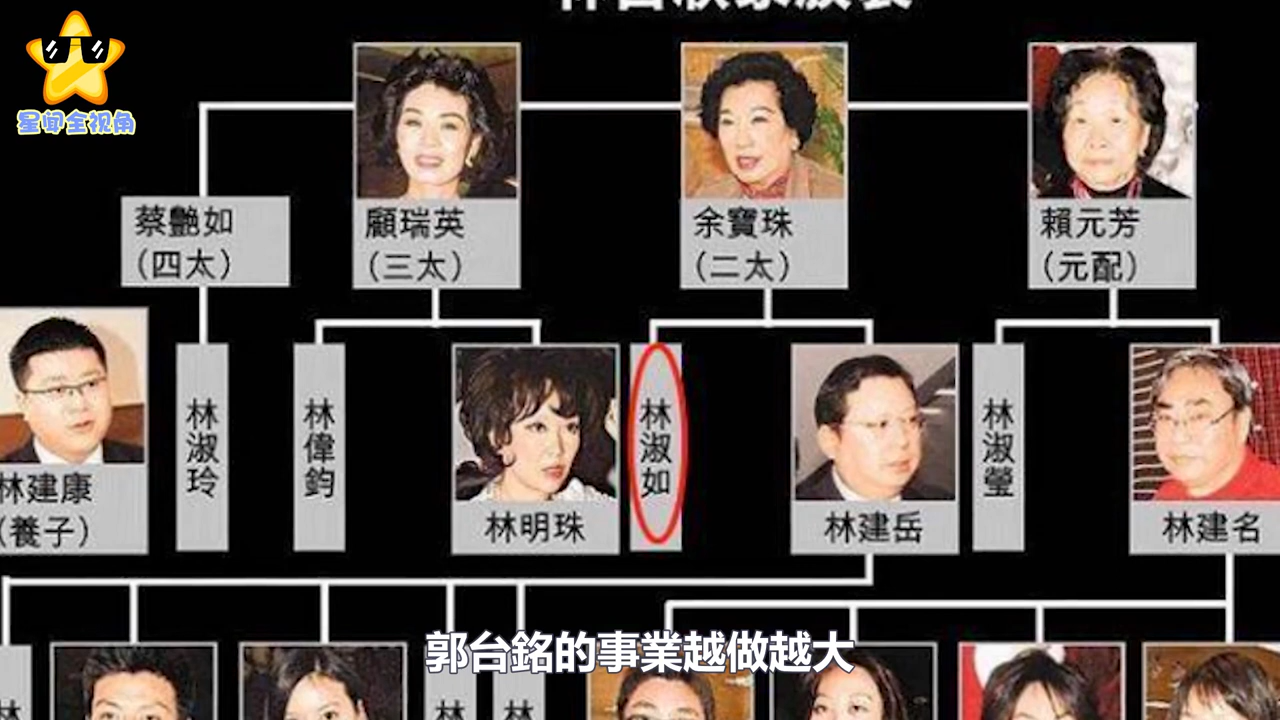 星闻全视角
蔡艷如
(四太)
顧瑞英
(三太)
余寶珠
(二太)
賴元芳
(元配)
林建康
(養子)
林淑玲
林偉鈞
林明珠
林淑如
林建岳
林淑瑩
林建名
郭台銘的事業越做越大
林
林
林